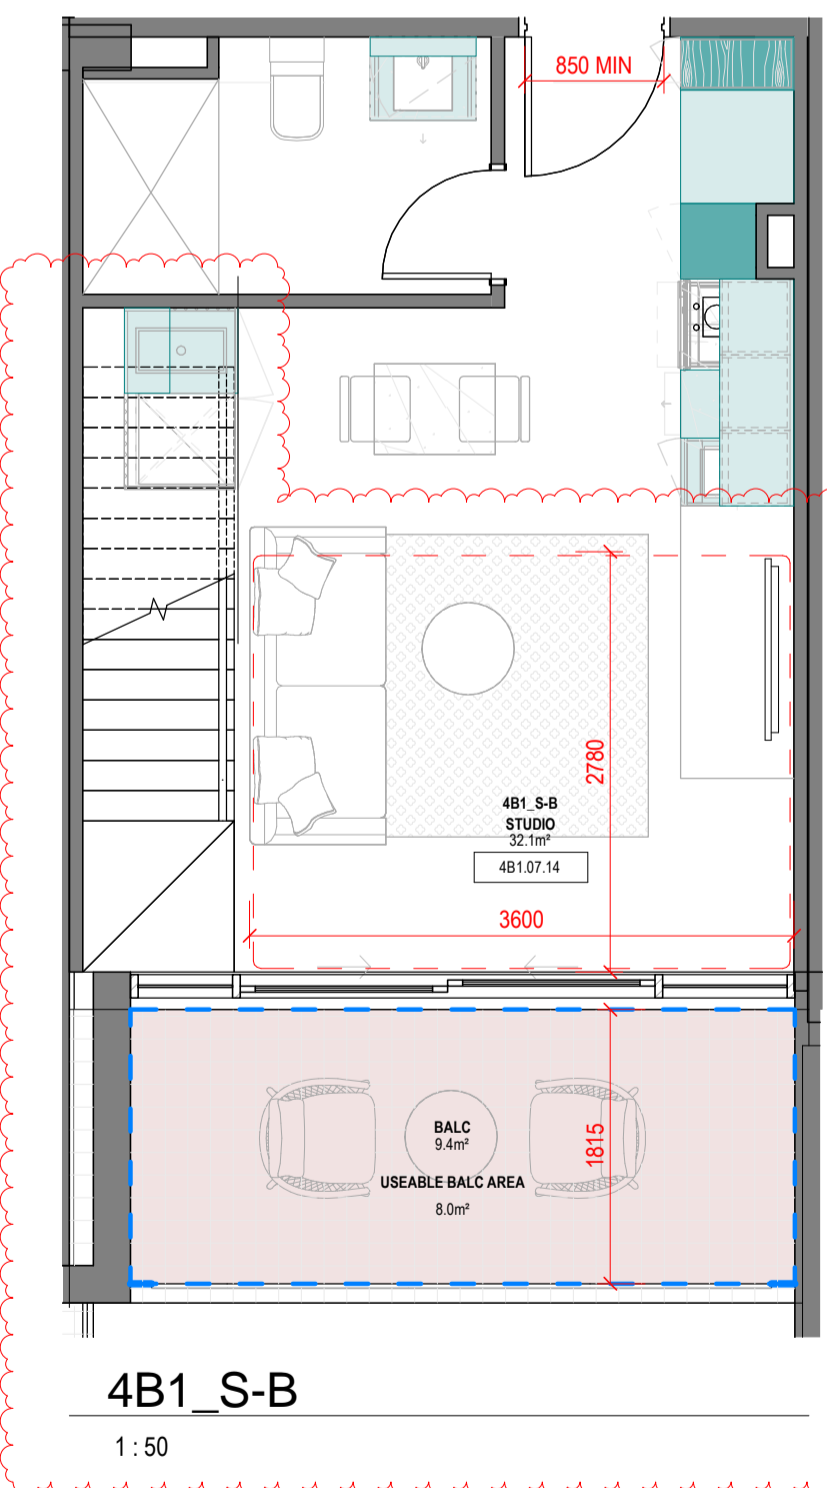 850 MIN
2780
4B1_S-B
STUDIO
32.1m²
4B1.07.14
3600
BALC
9.4m²
1815
USEABLE BALC AREA
8.0m²
4B1_S-B
1 : 50